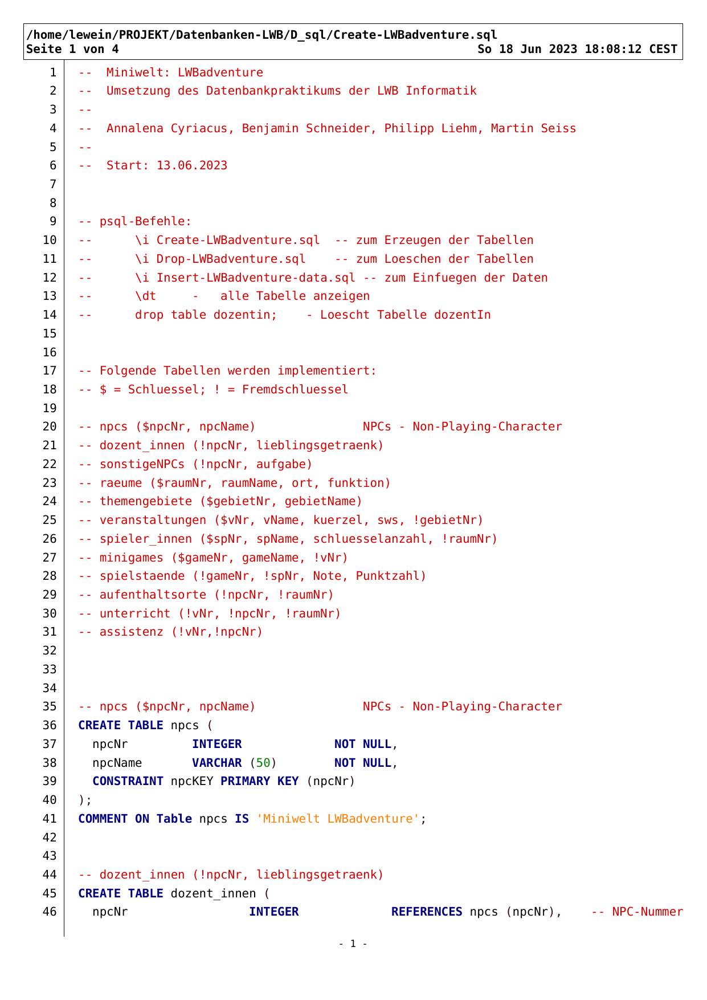 /home/lewein/PROJEKT/Datenbanken-LWB/D_sql/Create-LWBadventure.sql
Seite 1 von 4 So 18 Jun 2023 18:08:12 CEST
1 --  Miniwelt: LWBadventure
2 --  Umsetzung des Datenbankpraktikums der LWB Informatik
3 --
4 --  Annalena Cyriacus, Benjamin Schneider, Philipp Liehm, Martin Seiss
5 --
6 --  Start: 13.06.2023
7
8
9 -- psql-Befehle:
10 --      \i Create-LWBadventure.sql  -- zum Erzeugen der Tabellen
11 --      \i Drop-LWBadventure.sql    -- zum Loeschen der Tabellen
12 --      \i Insert-LWBadventure-data.sql -- zum Einfuegen der Daten
13 --      \dt     -   alle Tabelle anzeigen
14 --      drop table dozentin;    - Loescht Tabelle dozentIn
15
16
17 -- Folgende Tabellen werden implementiert:
18 -- $ = Schluessel; ! = Fremdschluessel
19
20 -- npcs ($npcNr, npcName)               NPCs - Non-Playing-Character
21 -- dozent_innen (!npcNr, lieblingsgetraenk)
22 -- sonstigeNPCs (!npcNr, aufgabe)
23 -- raeume ($raumNr, raumName, ort, funktion)
24 -- themengebiete ($gebietNr, gebietName)
25 -- veranstaltungen ($vNr, vName, kuerzel, sws, !gebietNr)
26 -- spieler_innen ($spNr, spName, schluesselanzahl, !raumNr)
27 -- minigames ($gameNr, gameName, !vNr)
28 -- spielstaende (!gameNr, !spNr, Note, Punktzahl)
29 -- aufenthaltsorte (!npcNr, !raumNr)
30 -- unterricht (!vNr, !npcNr, !raumNr)
31 -- assistenz (!vNr,!npcNr)
32
33
34
35 -- npcs ($npcNr, npcName)               NPCs - Non-Playing-Character
36 CREATE TABLE npcs (
37   npcNr         INTEGER             NOT NULL,
38   npcName       VARCHAR (50)        NOT NULL,
39   CONSTRAINT npcKEY PRIMARY KEY (npcNr)
40 );
41 COMMENT ON Table npcs IS 'Miniwelt LWBadventure';
42
43
44 -- dozent_innen (!npcNr, lieblingsgetraenk)
45 CREATE TABLE dozent_innen (
46   npcNr                 INTEGER             REFERENCES npcs (npcNr),    -- NPC-Nummer
- 1 -